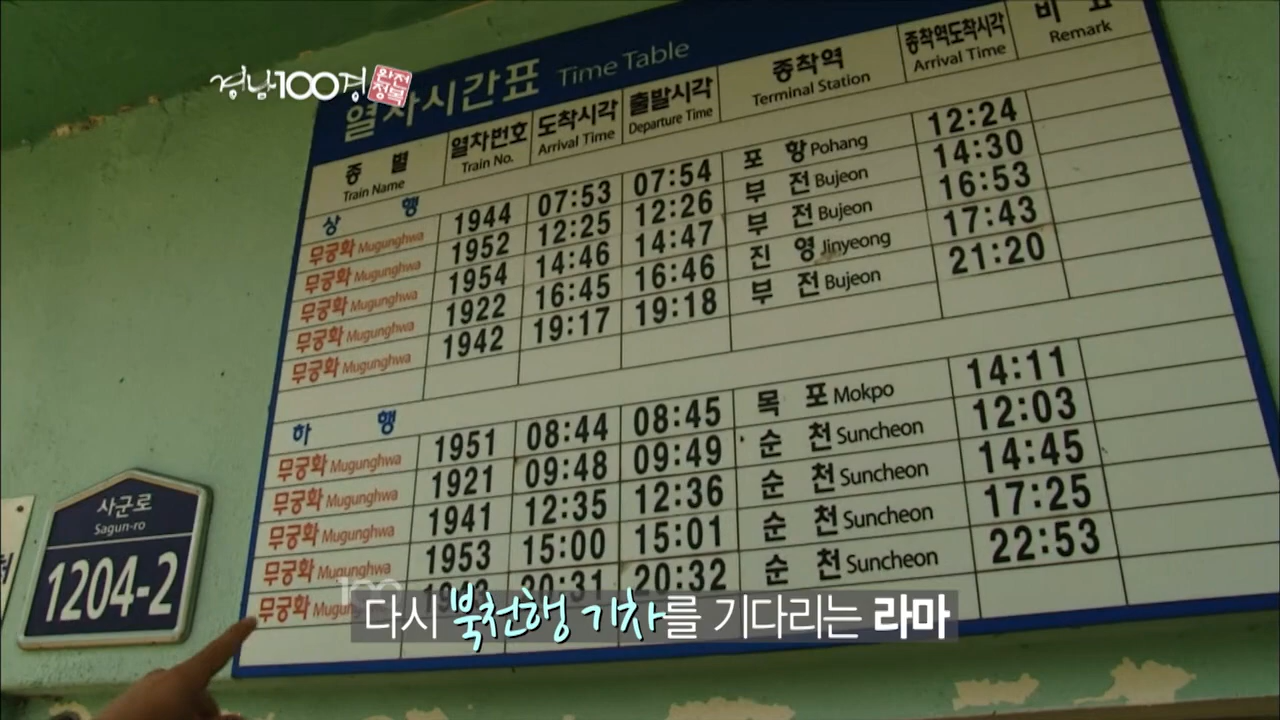 경남100경 완전정복
열차시간표 Time Table
종 별 열차번호 도착시각 출발시각 종착역 종착역도착시각 비 고
Train Name Train No. Arrival Time Departure Time Terminal Station Arrival Time Remark
상 행
무궁화 Mugunghwa 1944 07:53 07:54 포 항 Pohang 12:24
무궁화 Mugunghwa 1952 12:25 12:26 부 전 Bujeon 14:30
무궁화 Mugunghwa 1954 14:46 14:47 부 전 Bujeon 16:53
무궁화 Mugunghwa 1922 16:45 16:46 진 영 Jinyeong 17:43
무궁화 Mugunghwa 1942 19:17 19:18 부 전 Bujeon 21:20
하 행
무궁화 Mugunghwa 1951 08:44 08:45 목 포 Mokpo 14:11
무궁화 Mugunghwa 1921 09:48 09:49 순 천 Suncheon 12:03
무궁화 Mugunghwa 1941 12:35 12:36 순 천 Suncheon 14:45
무궁화 Mugunghwa 1953 15:00 15:01 순 천 Suncheon 17:25
무궁화 20:31 20:32 순 천 Suncheon 22:53
사군로
Sagun-ro
1204-2
다시 북천행 기차를 기다리는 라마